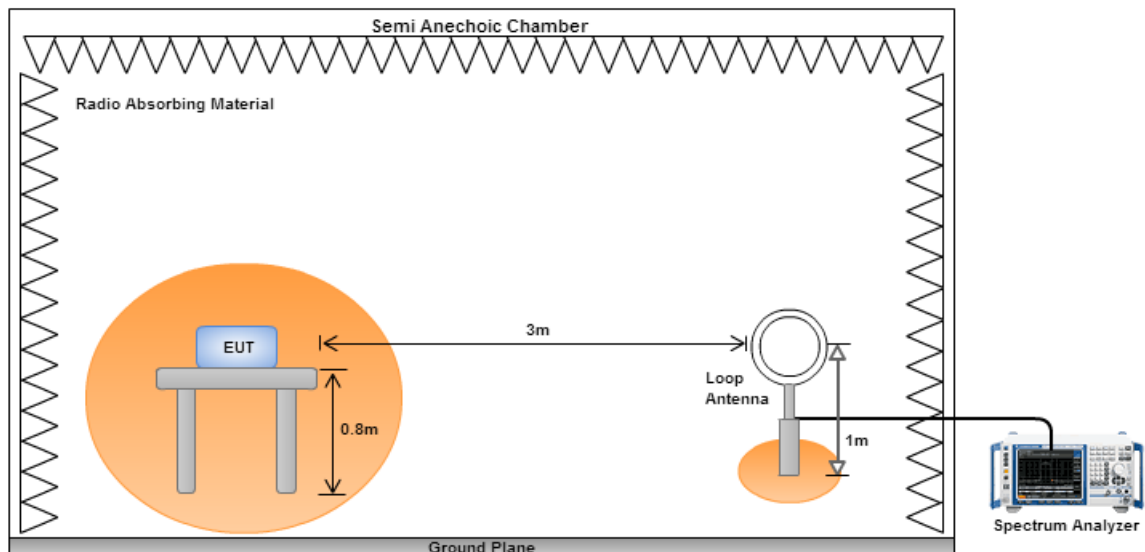 Semi Anechoic Chamber
Radio Absorbing Material
3m
EUT
Loop
Antenna
0.8m
1m
Spectrum Analyzer
Ground Plane